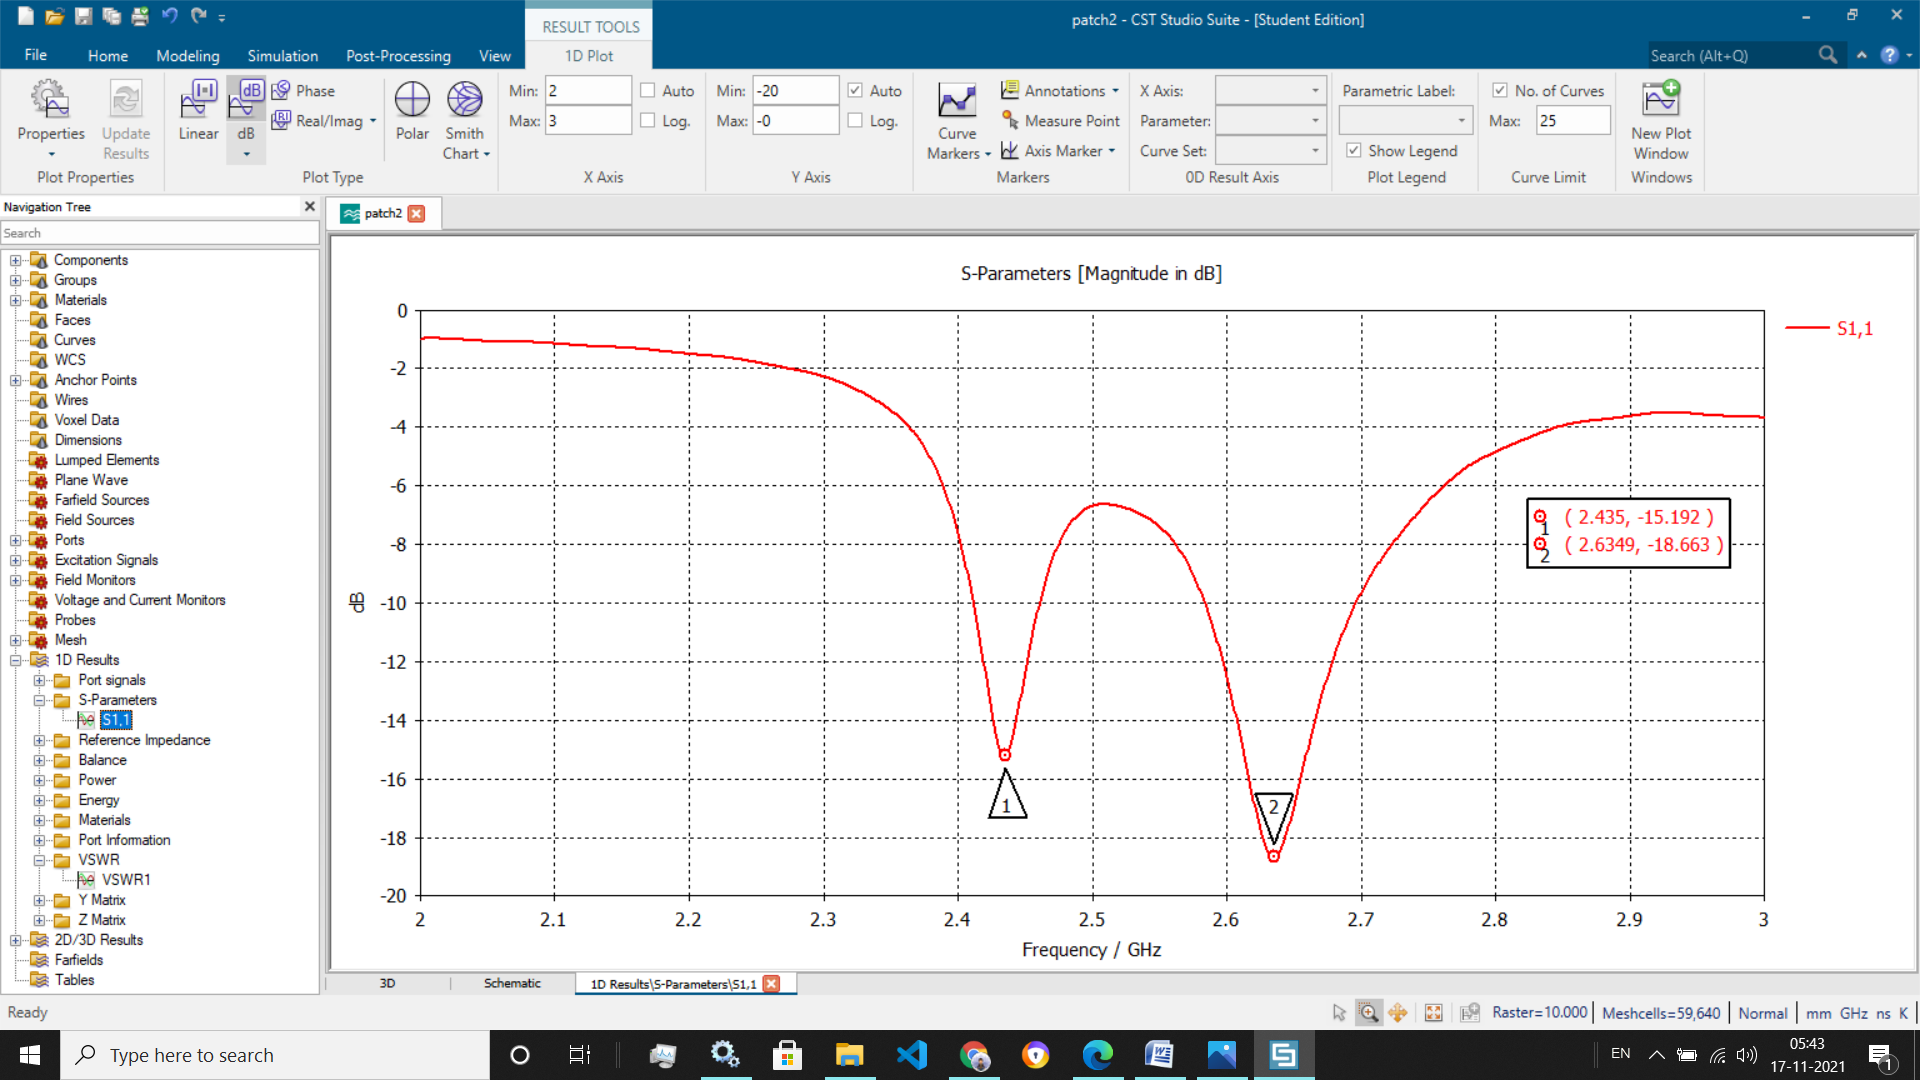 RESULT TOOLS
patch2 - CST Studio Suite - [Student Edition]
File Home Modeling Simulation Post-Processing View 1D Plot
Search (Alt+Q)
Properties
Update Results
Plot Properties
Linear
dB
Phase
Real/Imag
Polar
Smith Chart
Plot Type
Min: 2 Auto
Max: 3 Log.
X Axis
Min: -20 Auto
Max: -0 Log.
Y Axis
Curve Markers
Annotations
Measure Point
Axis Marker
Markers
X Axis:
Parameter:
Curve Set:
0D Result Axis
Parametric Label:
Show Legend
Plot Legend
No. of Curves
Max: 25
Curve Limit
New Plot Window
Windows
Navigation Tree
Search
Components
Groups
Materials
Faces
Curves
WCS
Anchor Points
Wires
Voxel Data
Dimensions
Lumped Elements
Plane Wave
Farfield Sources
Field Sources
Ports
Excitation Signals
Field Monitors
Voltage and Current Monitors
Probes
Mesh
1D Results
Port signals
S-Parameters
S1,1
Reference Impedance
Balance
Power
Energy
Materials
Port Information
VSWR
VSWR1
Y Matrix
Z Matrix
2D/3D Results
Farfields
Tables
patch2
S-Parameters [Magnitude in dB]
S1,1
0
-2
-4
-6
-8
-10
-12
-14
-16
-18
-20
dB
1 ( 2.435, -15.192 )
2 ( 2.6349, -18.663 )
1
2
2 2.1 2.2 2.3 2.4 2.5 2.6 2.7 2.8 2.9 3
Frequency / GHz
3D Schematic 1D Results\S-Parameters\S1,1
Ready
Raster=10.000 Meshcells=59,640 Normal mm GHz ns K
Type here to search
EN
05:43
17-11-2021
1